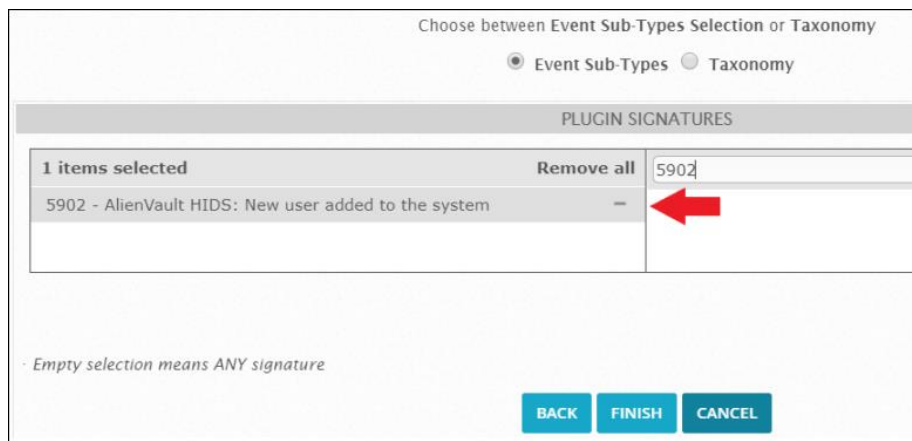 Choose between Event Sub-Types Selection or Taxonomy
Event Sub-Types Taxonomy
PLUGIN SIGNATURES
1 items selected Remove all 5902
5902 - AlienVault HIDS: New user added to the system −
· Empty selection means ANY signature
BACK FINISH CANCEL